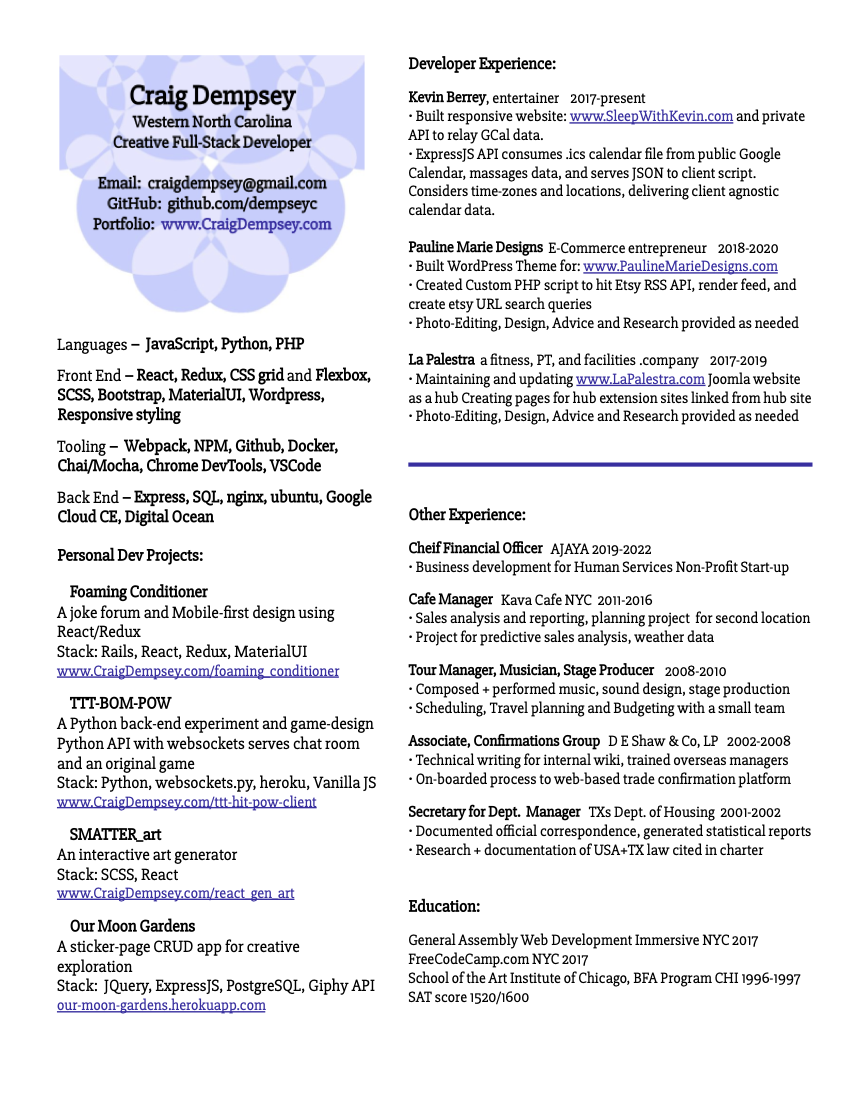 Craig Dempsey
Western North Carolina
Creative Full-Stack Developer
Email: craigdempsey@gmail.com
GitHub: github.com/dempseyc
Portfolio: www.CraigDempsey.com
Languages – JavaScript, Python, PHP
Front End – React, Redux, CSS grid and Flexbox,
SCSS, Bootstrap, MaterialUI, Wordpress,
Responsive styling
Tooling – Webpack, NPM, Github, Docker,
Chai/Mocha, Chrome DevTools, VSCode
Back End – Express, SQL, nginx, ubuntu, Google
Cloud CE, Digital Ocean
Personal Dev Projects:
Foaming Conditioner
A joke forum and Mobile-first design using
React/Redux
Stack: Rails, React, Redux, MaterialUI
www.CraigDempsey.com/foaming_conditioner
TTT-BOM-POW
A Python back-end experiment and game-design
Python API with websockets serves chat room
and an original game
Stack: Python, websockets.py, heroku, Vanilla JS
www.CraigDempsey.com/ttt-hit-pow-client
SMATTER_art
An interactive art generator
Stack: SCSS, React
www.CraigDempsey.com/react_gen_art
Our Moon Gardens
A sticker-page CRUD app for creative
exploration
Stack: JQuery, ExpressJS, PostgreSQL, Giphy API
our-moon-gardens.herokuapp.com
Developer Experience:
Kevin Berrey, entertainer 2017-present
· Built responsive website: www.SleepWithKevin.com and private
API to relay GCal data.
· ExpressJS API consumes .ics calendar file from public Google
Calendar, massages data, and serves JSON to client script.
Considers time-zones and locations, delivering client agnostic
calendar data.
Pauline Marie Designs E-Commerce entrepreneur 2018-2020
· Built WordPress Theme for: www.PaulineMarieDesigns.com
· Created Custom PHP script to hit Etsy RSS API, render feed, and
create etsy URL search queries
· Photo-Editing, Design, Advice and Research provided as needed
La Palestra a fitness, PT, and facilities .company 2017-2019
· Maintaining and updating www.LaPalestra.com Joomla website
as a hub Creating pages for hub extension sites linked from hub site
· Photo-Editing, Design, Advice and Research provided as needed
Other Experience:
Cheif Financial Officer AJAYA 2019-2022
· Business development for Human Services Non-Profit Start-up
Cafe Manager Kava Cafe NYC 2011-2016
· Sales analysis and reporting, planning project for second location
· Project for predictive sales analysis, weather data
Tour Manager, Musician, Stage Producer 2008-2010
· Composed + performed music, sound design, stage production
· Scheduling, Travel planning and Budgeting with a small team
Associate, Confirmations Group D E Shaw & Co, LP 2002-2008
· Technical writing for internal wiki, trained overseas managers
· On-boarded process to web-based trade confirmation platform
Secretary for Dept. Manager TXs Dept. of Housing 2001-2002
· Documented official correspondence, generated statistical reports
· Research + documentation of USA+TX law cited in charter
Education:
General Assembly Web Development Immersive NYC 2017
FreeCodeCamp.com NYC 2017
School of the Art Institute of Chicago, BFA Program CHI 1996-1997
SAT score 1520/1600